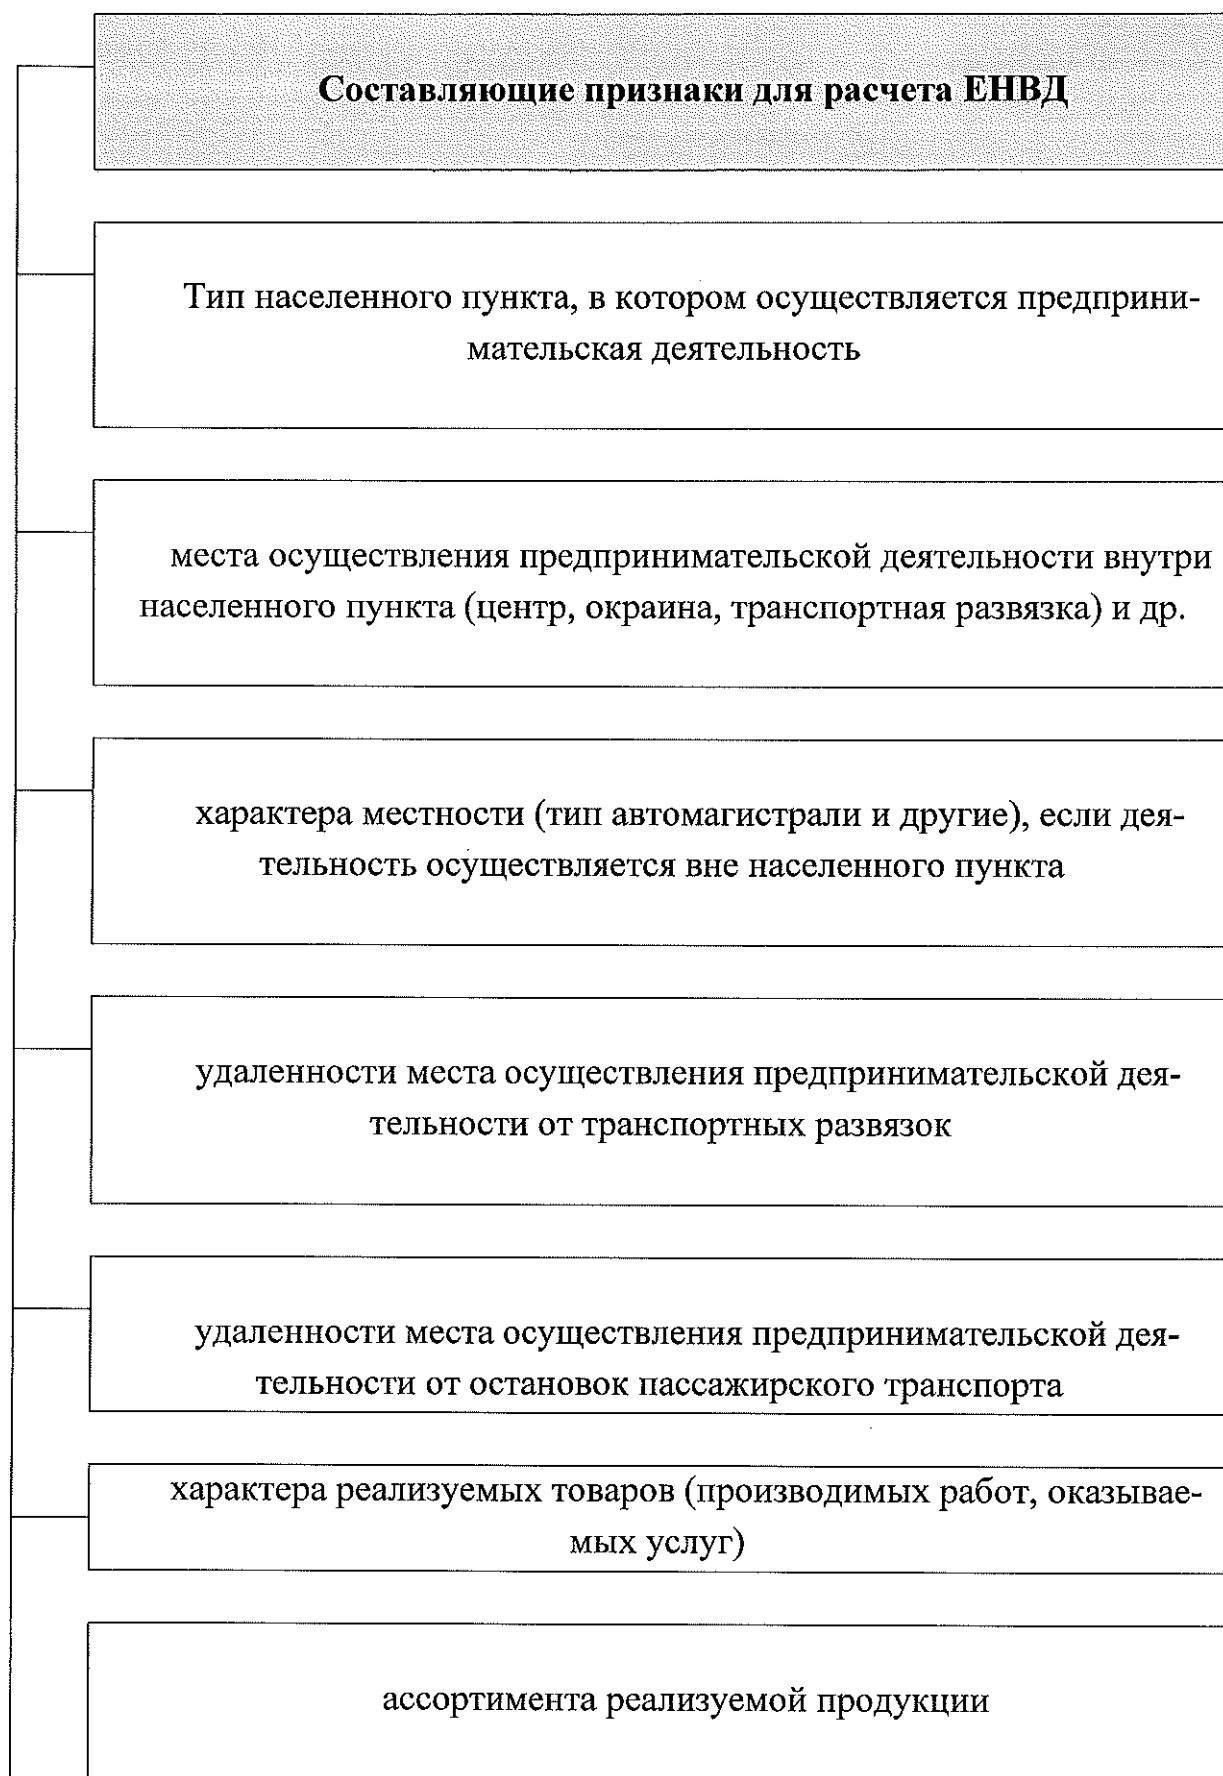 Составляющие признаки для расчета ЕНВД
Тип населенного пункта, в котором осуществляется предприни-
мательская деятельность
места осуществления предпринимательской деятельности внутри
населенного пункта (центр, окраина, транспортная развязка) и др.
характера местности (тип автомагистрали и другие), если дея-
тельность осуществляется вне населенного пункта
удаленности места осуществления предпринимательской дея-
тельности от транспортных развязок
удаленности места осуществления предпринимательской дея-
тельности от остановок пассажирского транспорта
характера реализуемых товаров (производимых работ, оказывае-
мых услуг)
ассортимента реализуемой продукции